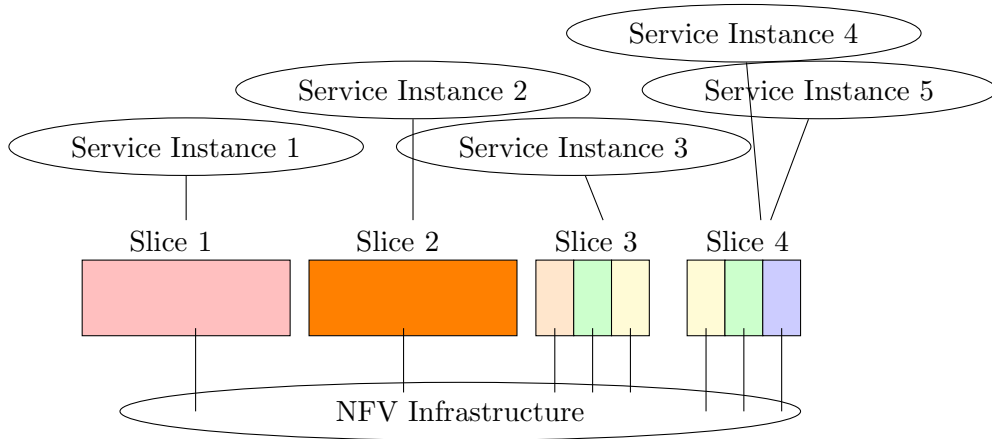 Service Instance 4
Service Instance 2
Service Instance 5
Service Instance 1
Service Instance 3
Slice 1
Slice 2
Slice 3
Slice 4
NFV Infrastructure